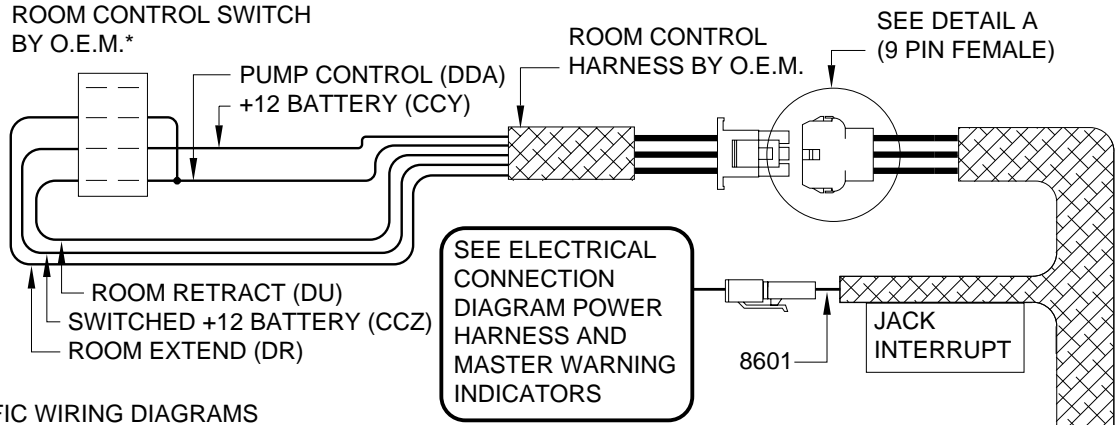 ROOM CONTROL SWITCH
BY O.E.M.*
PUMP CONTROL (DDA)
+12 BATTERY (CCY)
ROOM CONTROL
HARNESS BY O.E.M.
SEE DETAIL A
(9 PIN FEMALE)
ROOM RETRACT (DU)
SWITCHED +12 BATTERY (CCZ)
ROOM EXTEND (DR)
SEE ELECTRICAL
CONNECTION
DIAGRAM POWER
HARNESS AND
MASTER WARNING
INDICATORS
8601
JACK
INTERRUPT
FIC WIRING DIAGRAMS